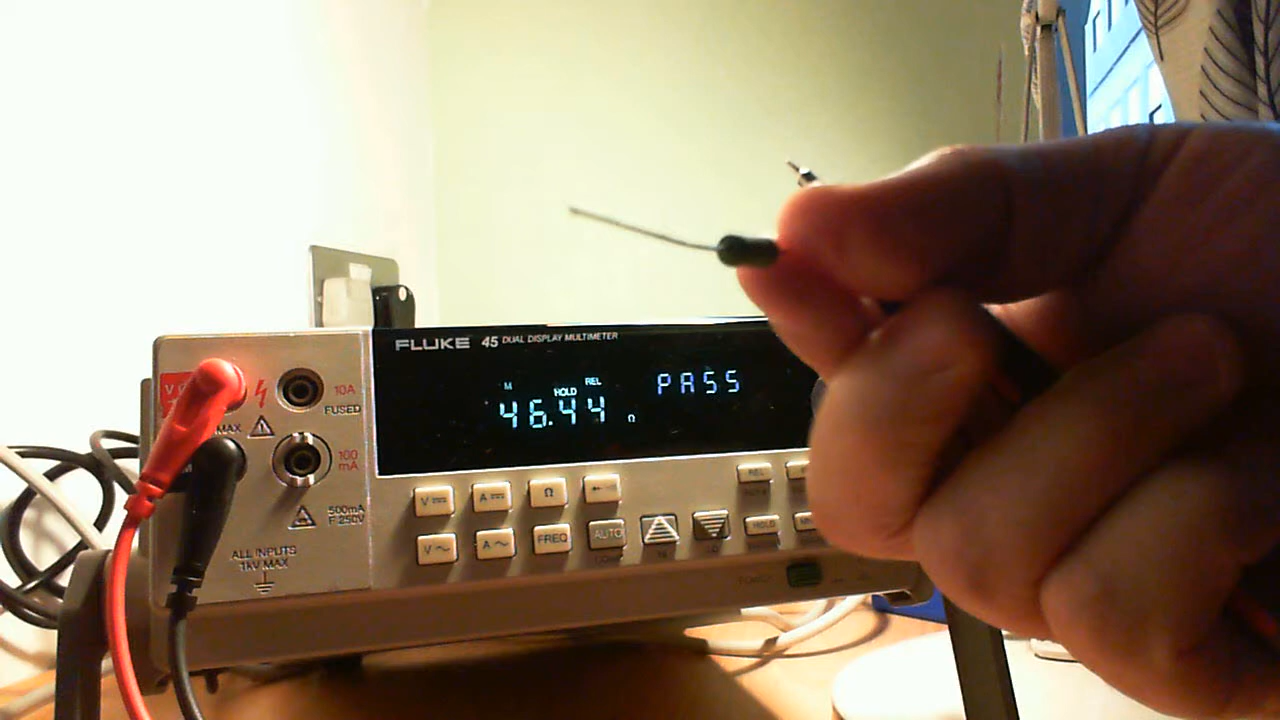 FLUKE 45 DUAL DISPLAY MULTIMETER
M HOLD REL
46.44 Ω
PASS
10A
FUSED
MAX
100
mA
500mA
F 250V
ALL INPUTS
1kV MAX
V
A
Ω
REL
V
A
FREQ
AUTO
HOLD